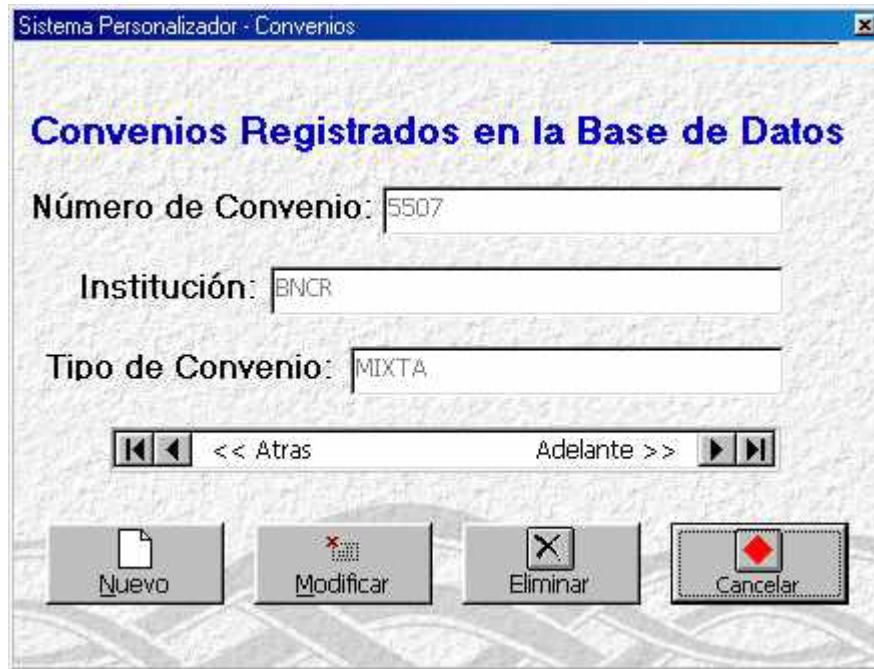 Sistema Personalizador - Convenios
Convenios Registrados en la Base de Datos
Número de Convenio: 5507
Institución: BNCR
Tipo de Convenio: MIXTA
<< Atras Adelante >>
Nuevo Modificar Eliminar Cancelar